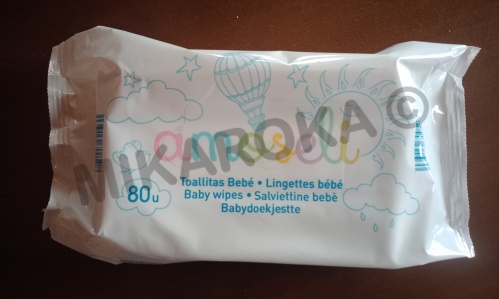 MIKAROKA ©
80u
Toallitas Bebé • Lingettes bébé
Baby wipes • Salviettine bebè
Babydoekjestte